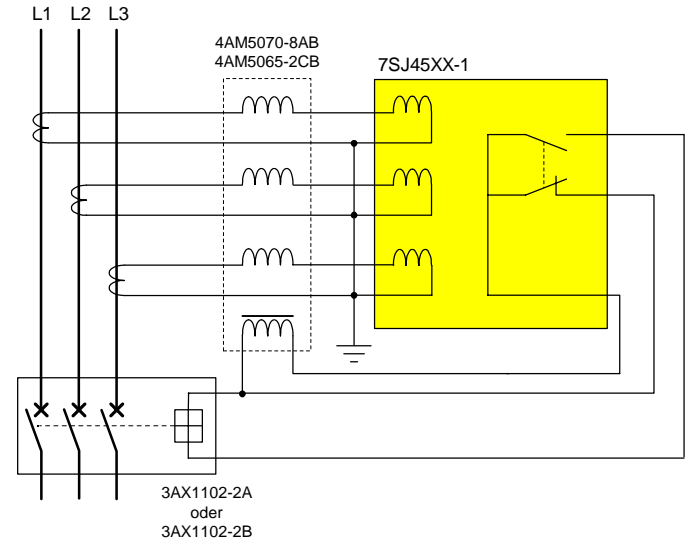 L1 L2 L3
4AM5070-8AB
4AM5065-2CB
7SJ45XX-1
3AX1102-2A
oder
3AX1102-2B